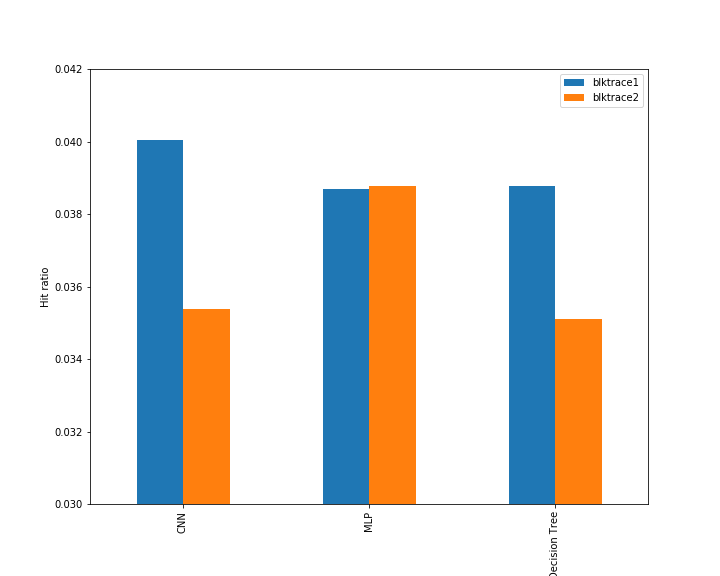 blktrace1
blktrace2
0.042
0.040
0.038
0.036
0.034
0.032
0.030
Hit ratio
CNN
MLP
Decision Tree